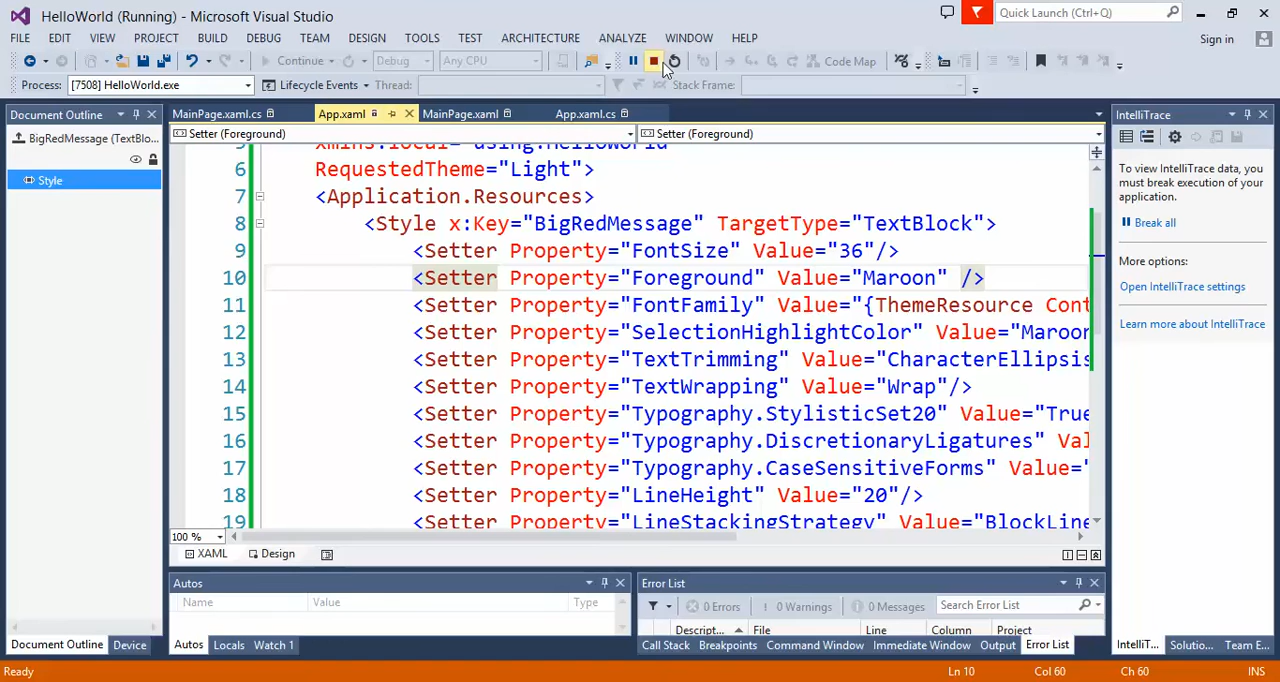 HelloWorld (Running) - Microsoft Visual Studio
Quick Launch (Ctrl+Q)
FILE EDIT VIEW PROJECT BUILD DEBUG TEAM DESIGN TOOLS TEST ARCHITECTURE ANALYZE WINDOW HELP
Sign in
Continue Debug Any CPU Code Map
Process: [7508] HelloWorld.exe Lifecycle Events Thread: Stack Frame:
Document Outline
BigRedMessage (TextBlo...
Style
MainPage.xaml App.xaml MainPage.xaml App.xaml.cs
Setter (Foreground) Setter (Foreground)
5 xmlns:local="using:HelloWorld"
6 RequestedTheme="Light">
7 <Application.Resources>
8 <Style x:Key="BigRedMessage" TargetType="TextBlock">
9 <Setter Property="FontSize" Value="36"/>
10 <Setter Property="Foreground" Value="Maroon" />
11 <Setter Property="FontFamily" Value="{ThemeResource Cont
12 <Setter Property="SelectionHighlightColor" Value="Maroon
13 <Setter Property="TextTrimming" Value="CharacterEllipsis
14 <Setter Property="TextWrapping" Value="Wrap"/>
15 <Setter Property="Typography.StylisticSet20" Value="True
16 <Setter Property="Typography.DiscretionaryLigatures" Val
17 <Setter Property="Typography.CaseSensitiveForms" Value="
18 <Setter Property="LineHeight" Value="20"/>
19 <Setter Property="LineStackingStrategy" Value="BlockLine
100 %
XAML Design
IntelliTrace
To view IntelliTrace data, you
must break execution of your
application.
Break all
More options:
Open IntelliTrace settings
Learn more about IntelliTrace
Autos
Name Value Type
Error List
0 Errors 0 Warnings 0 Messages Search Error List
Descript... File Line Column Project
Document Outline Device
Autos Locals Watch 1
Call Stack Breakpoints Command Window Immediate Window Output Error List
IntelliT... Solutio... Team E...
Ready
Ln 10 Col 60 Ch 60 INS